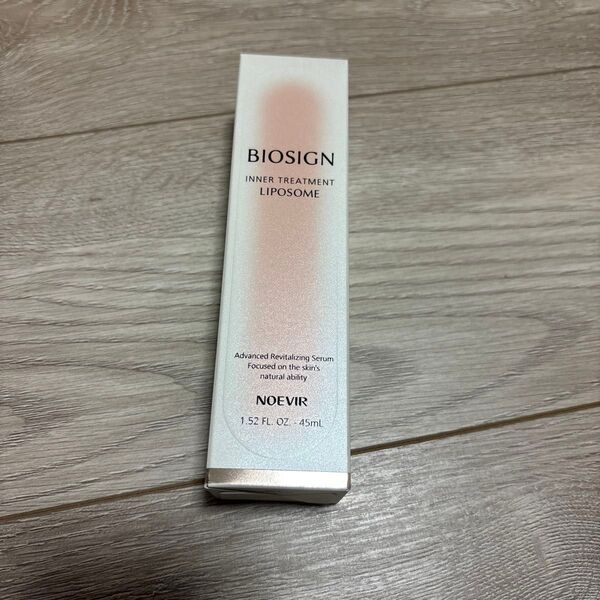 BIOSIGN
INNER TREATMENT
LIPOSOME
Advanced Revitalizing Serum
Focused on the skin's
natural ability
NOEVIR
1.52 FL. OZ. - 45mL